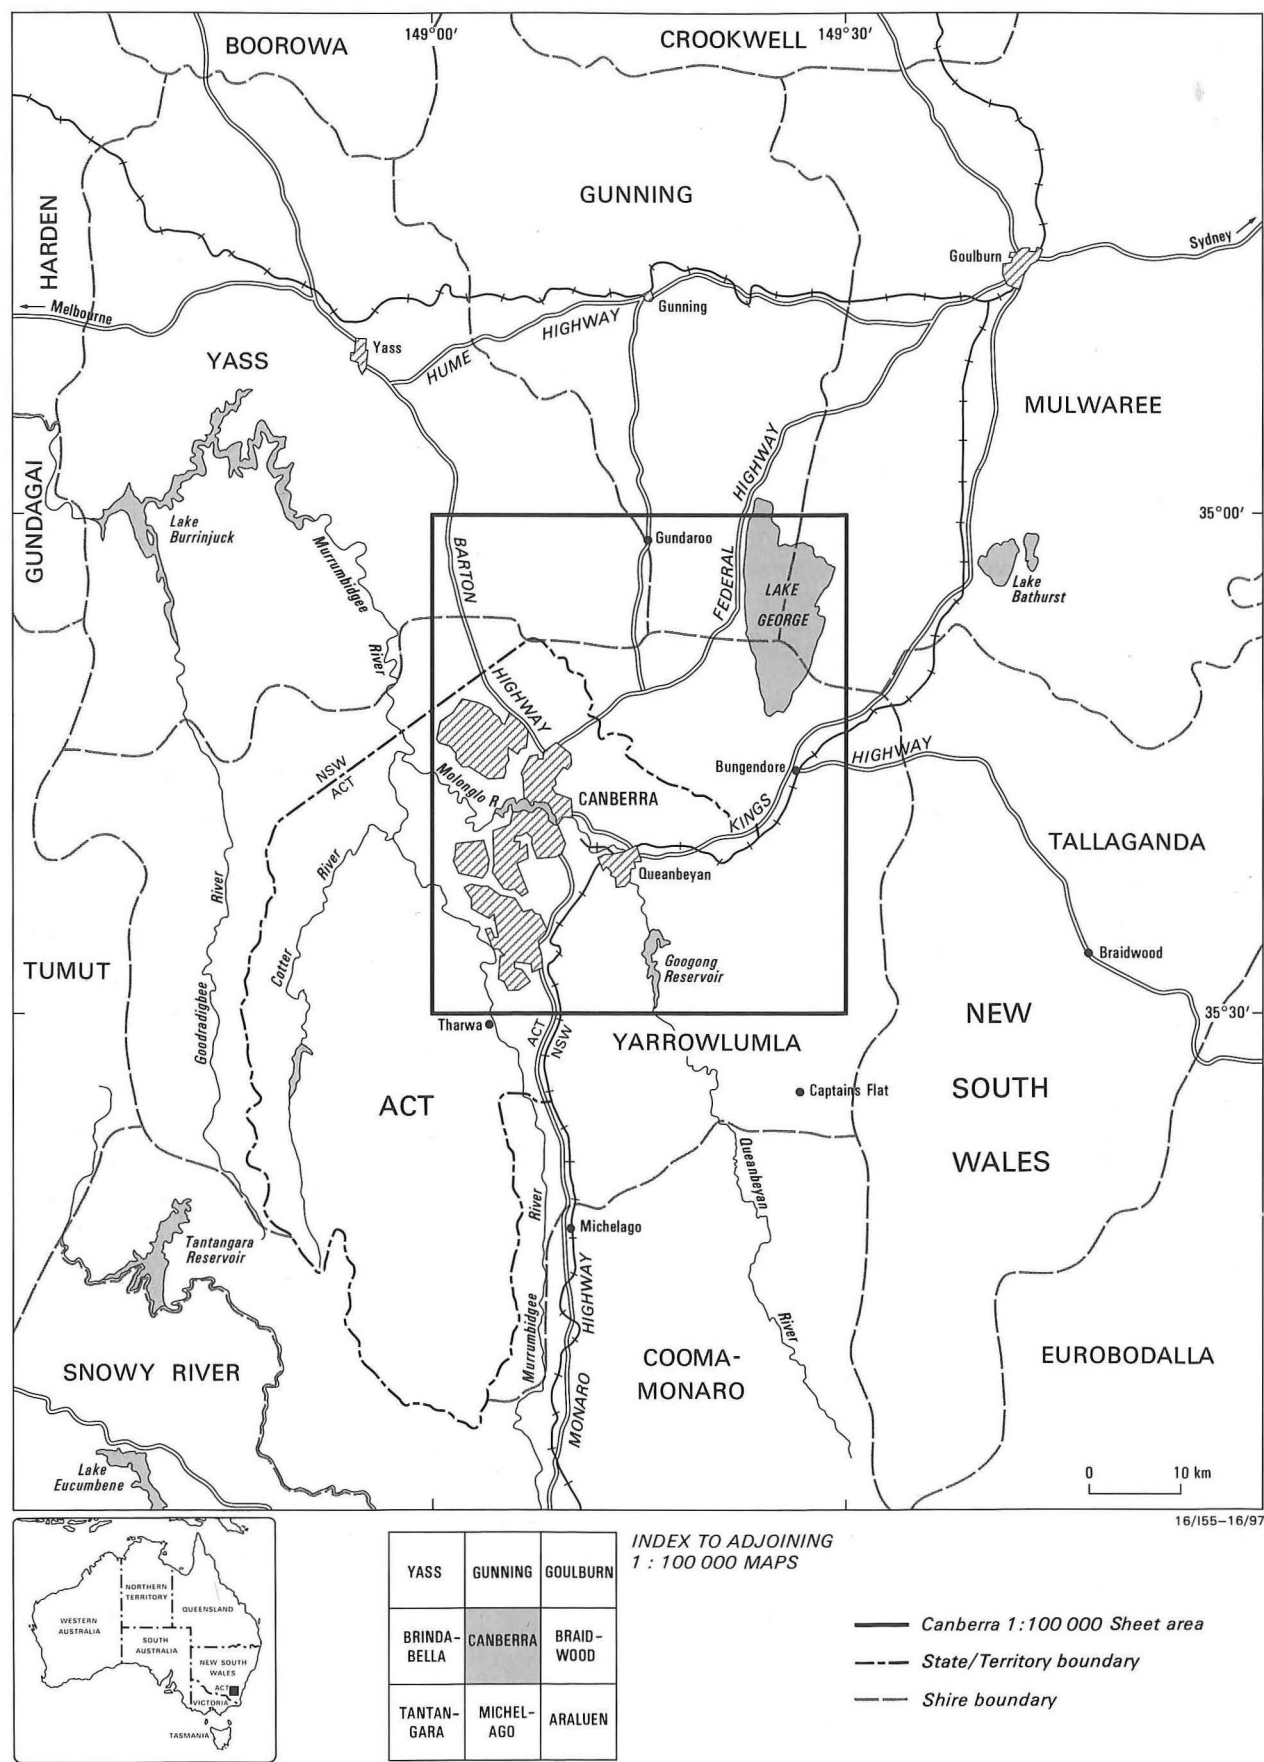 BOOROWA
149°00'
CROOKWELL
149°30'
HARDEN
GUNNING
Goulburn
Sydney
Melbourne
Gunning
HIGHWAY
HUME
Yass
YASS
MULWAREE
GUNDAGAI
HIGHWAY
Lake
Burrinjuck
35°00'
Murrumbidgee
BARTON
Gundaroo
FEDERAL
LAKE
GEORGE
Lake
Bathurst
River
HIGHWAY
NSW
ACT
Molonglo R
Bungendore
HIGHWAY
CANBERRA
KINGS
TALLAGANDA
River
River
Queanbeyan
TUMUT
Cotter
Googong
Reservoir
Braidwood
Goodradigbee
Tharwa
ACT
NSW
YARROWLUMLA
NEW
35°30'
ACT
Captains Flat
SOUTH
WALES
Queanbeyan
River
Michelago
Tantangara
Reservoir
HIGHWAY
River
Murrumbidgee
SNOWY RIVER
COOMA-
MONARO
EUROBODALLA
MONARO
Lake
Eucumbene
0 10 km
16/I55–16/97
WESTERN
AUSTRALIA
NORTHERN
TERRITORY
QUEENSLAND
SOUTH
AUSTRALIA
NEW SOUTH
WALES
ACT
VICTORIA
TASMANIA
YASS GUNNING GOULBURN
BRINDA-
BELLA
CANBERRA
BRAID-
WOOD
TANTAN-
GARA
MICHEL-
AGO
ARALUEN
INDEX TO ADJOINING
1 : 100 000 MAPS
Canberra 1:100 000 Sheet area
State/Territory boundary
Shire boundary